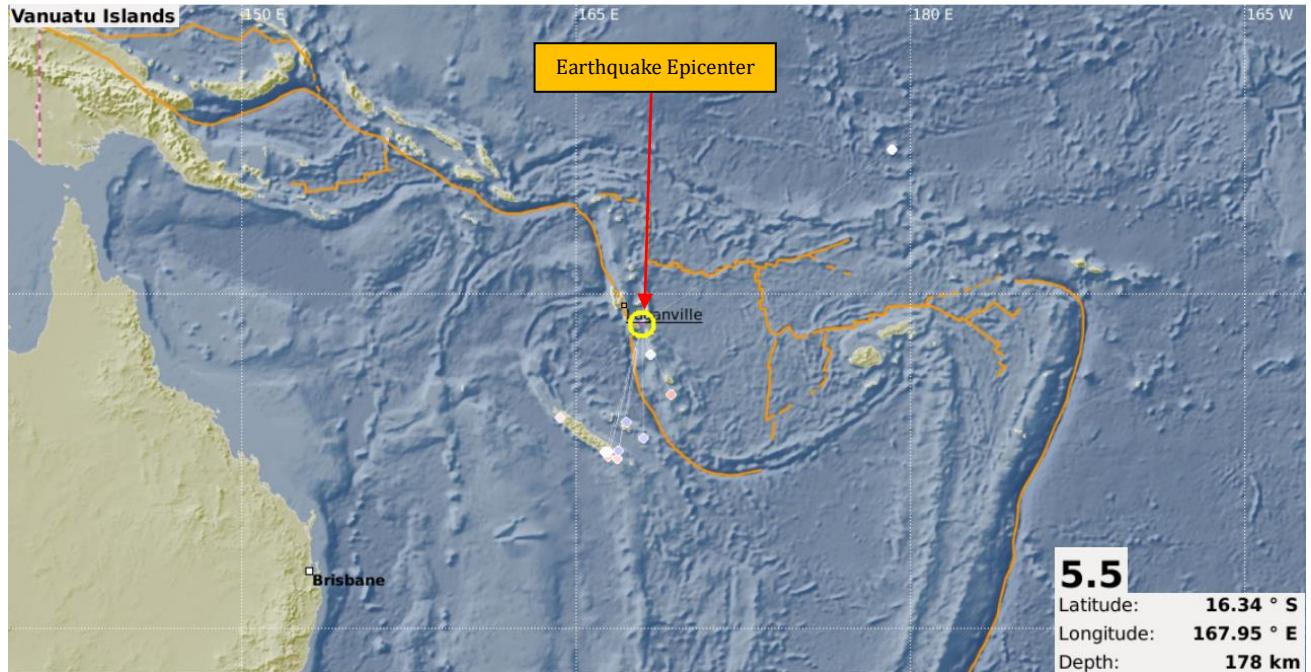 Vanuatu Islands
150 E
165 E
180 E
165 W
Earthquake Epicenter
Brisbane
5.5
Latitude: 16.34 ° S
Longitude: 167.95 ° E
Depth: 178 km